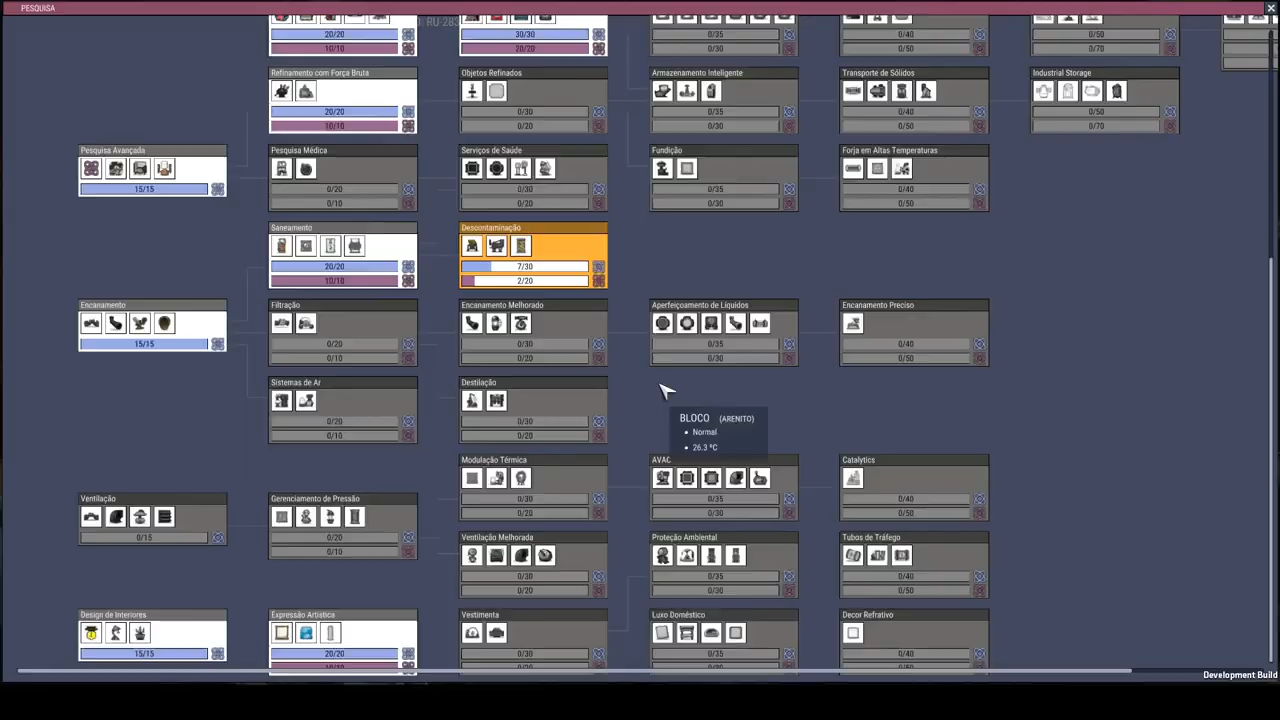 PESQUISA
RU-283
20/20
30/30
0/35
0/40
0/50
10/10
20/20
0/30
0/50
0/70
Refinamento com Força Bruta
Objetos Refinados
Armazenamento Inteligente
Transporte de Sólidos
Industrial Storage
20/20
0/30
0/35
0/40
0/50
10/10
0/20
0/30
0/50
0/70
Pesquisa Avançada
Pesquisa Médica
Serviços de Saúde
Fundição
Forja em Altas Temperaturas
15/15
0/20
0/30
0/35
0/40
0/10
0/20
0/30
0/50
Saneamento
Descontaminação
20/20
7/30
10/10
2/20
Encanamento
Filtração
Encanamento Melhorado
Aperfeiçoamento de Líquidos
Encanamento Preciso
15/15
0/20
0/30
0/35
0/40
0/10
0/20
0/30
0/50
Sistemas de Ar
Destilação
0/20
0/30
0/10
0/20
BLOCO (ARENITO)
Normal
26.3 ºC
Modulação Térmica
AVAC
Catalytics
0/30
0/35
0/40
0/20
0/30
0/50
Ventilação
Gerenciamento de Pressão
0/15
0/20
0/10
Ventilação Melhorada
Proteção Ambiental
Tubos de Tráfego
0/30
0/35
0/40
0/20
0/30
0/50
Design de Interiores
Expressão Artística
Vestimenta
Luxo Doméstico
Decor Refrativo
15/15
20/20
0/30
0/35
0/40
Development Build